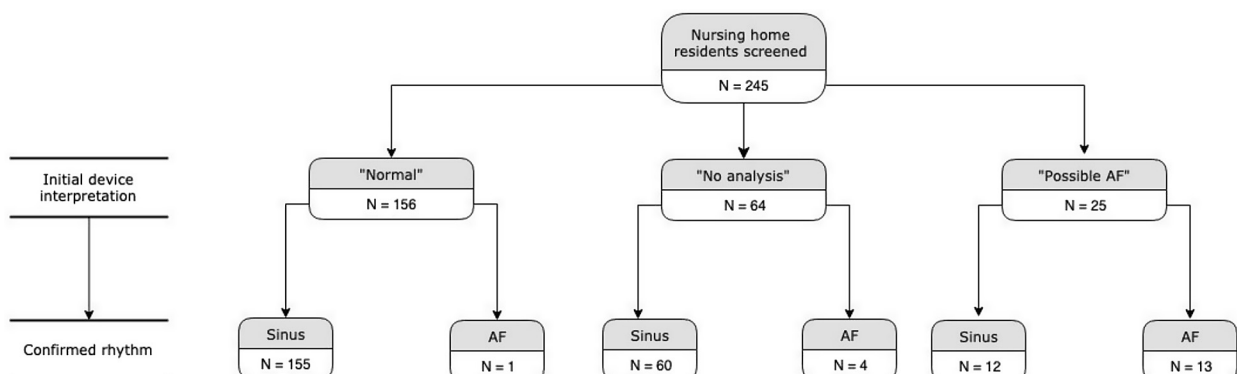 Nursing home
residents screened
N = 245
Initial device
interpretation
"Normal"
N = 156
"No analysis"
N = 64
"Possible AF"
N = 25
Confirmed rhythm
Sinus
N = 155
AF
N = 1
Sinus
N = 60
AF
N = 4
Sinus
N = 12
AF
N = 13